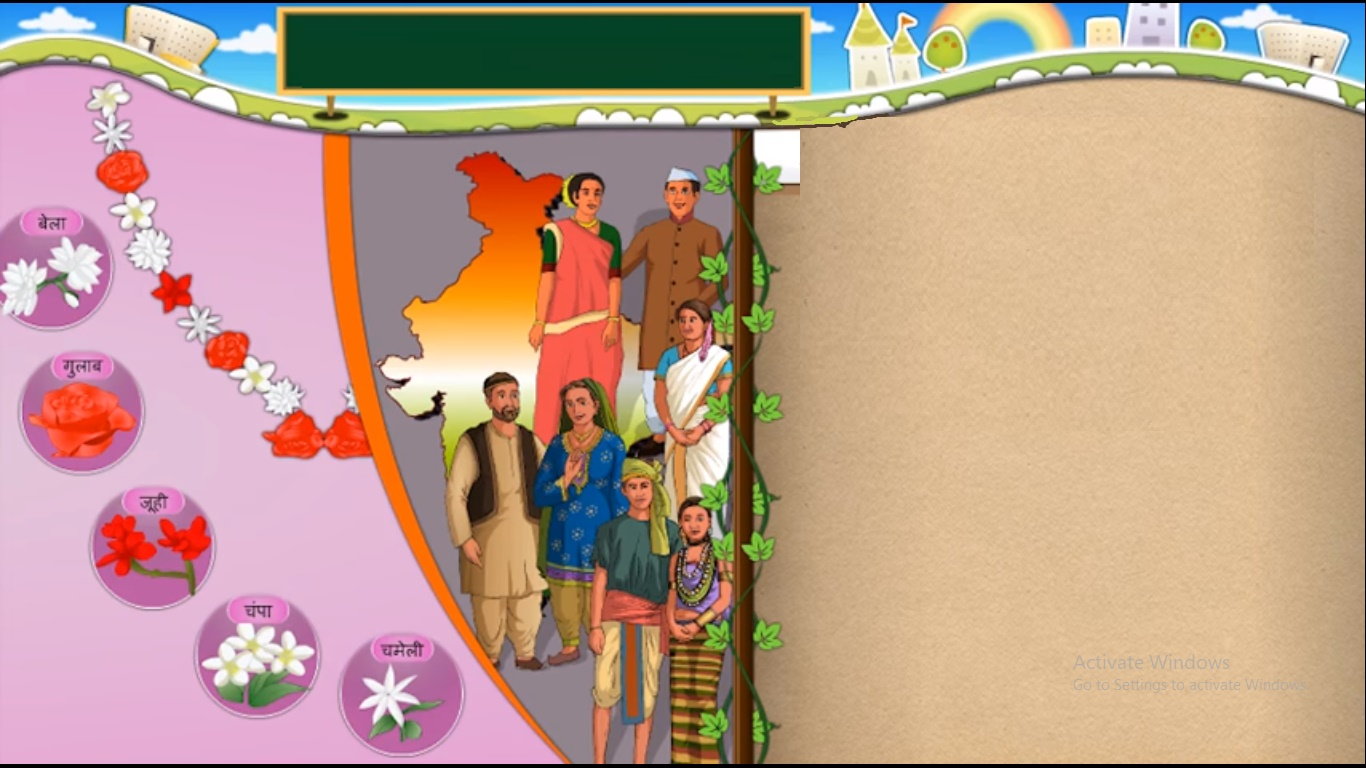 बेला
गुलाब
जूही
चंपा
चमेली
Activate Windows
Go to Settings to activate Windows.